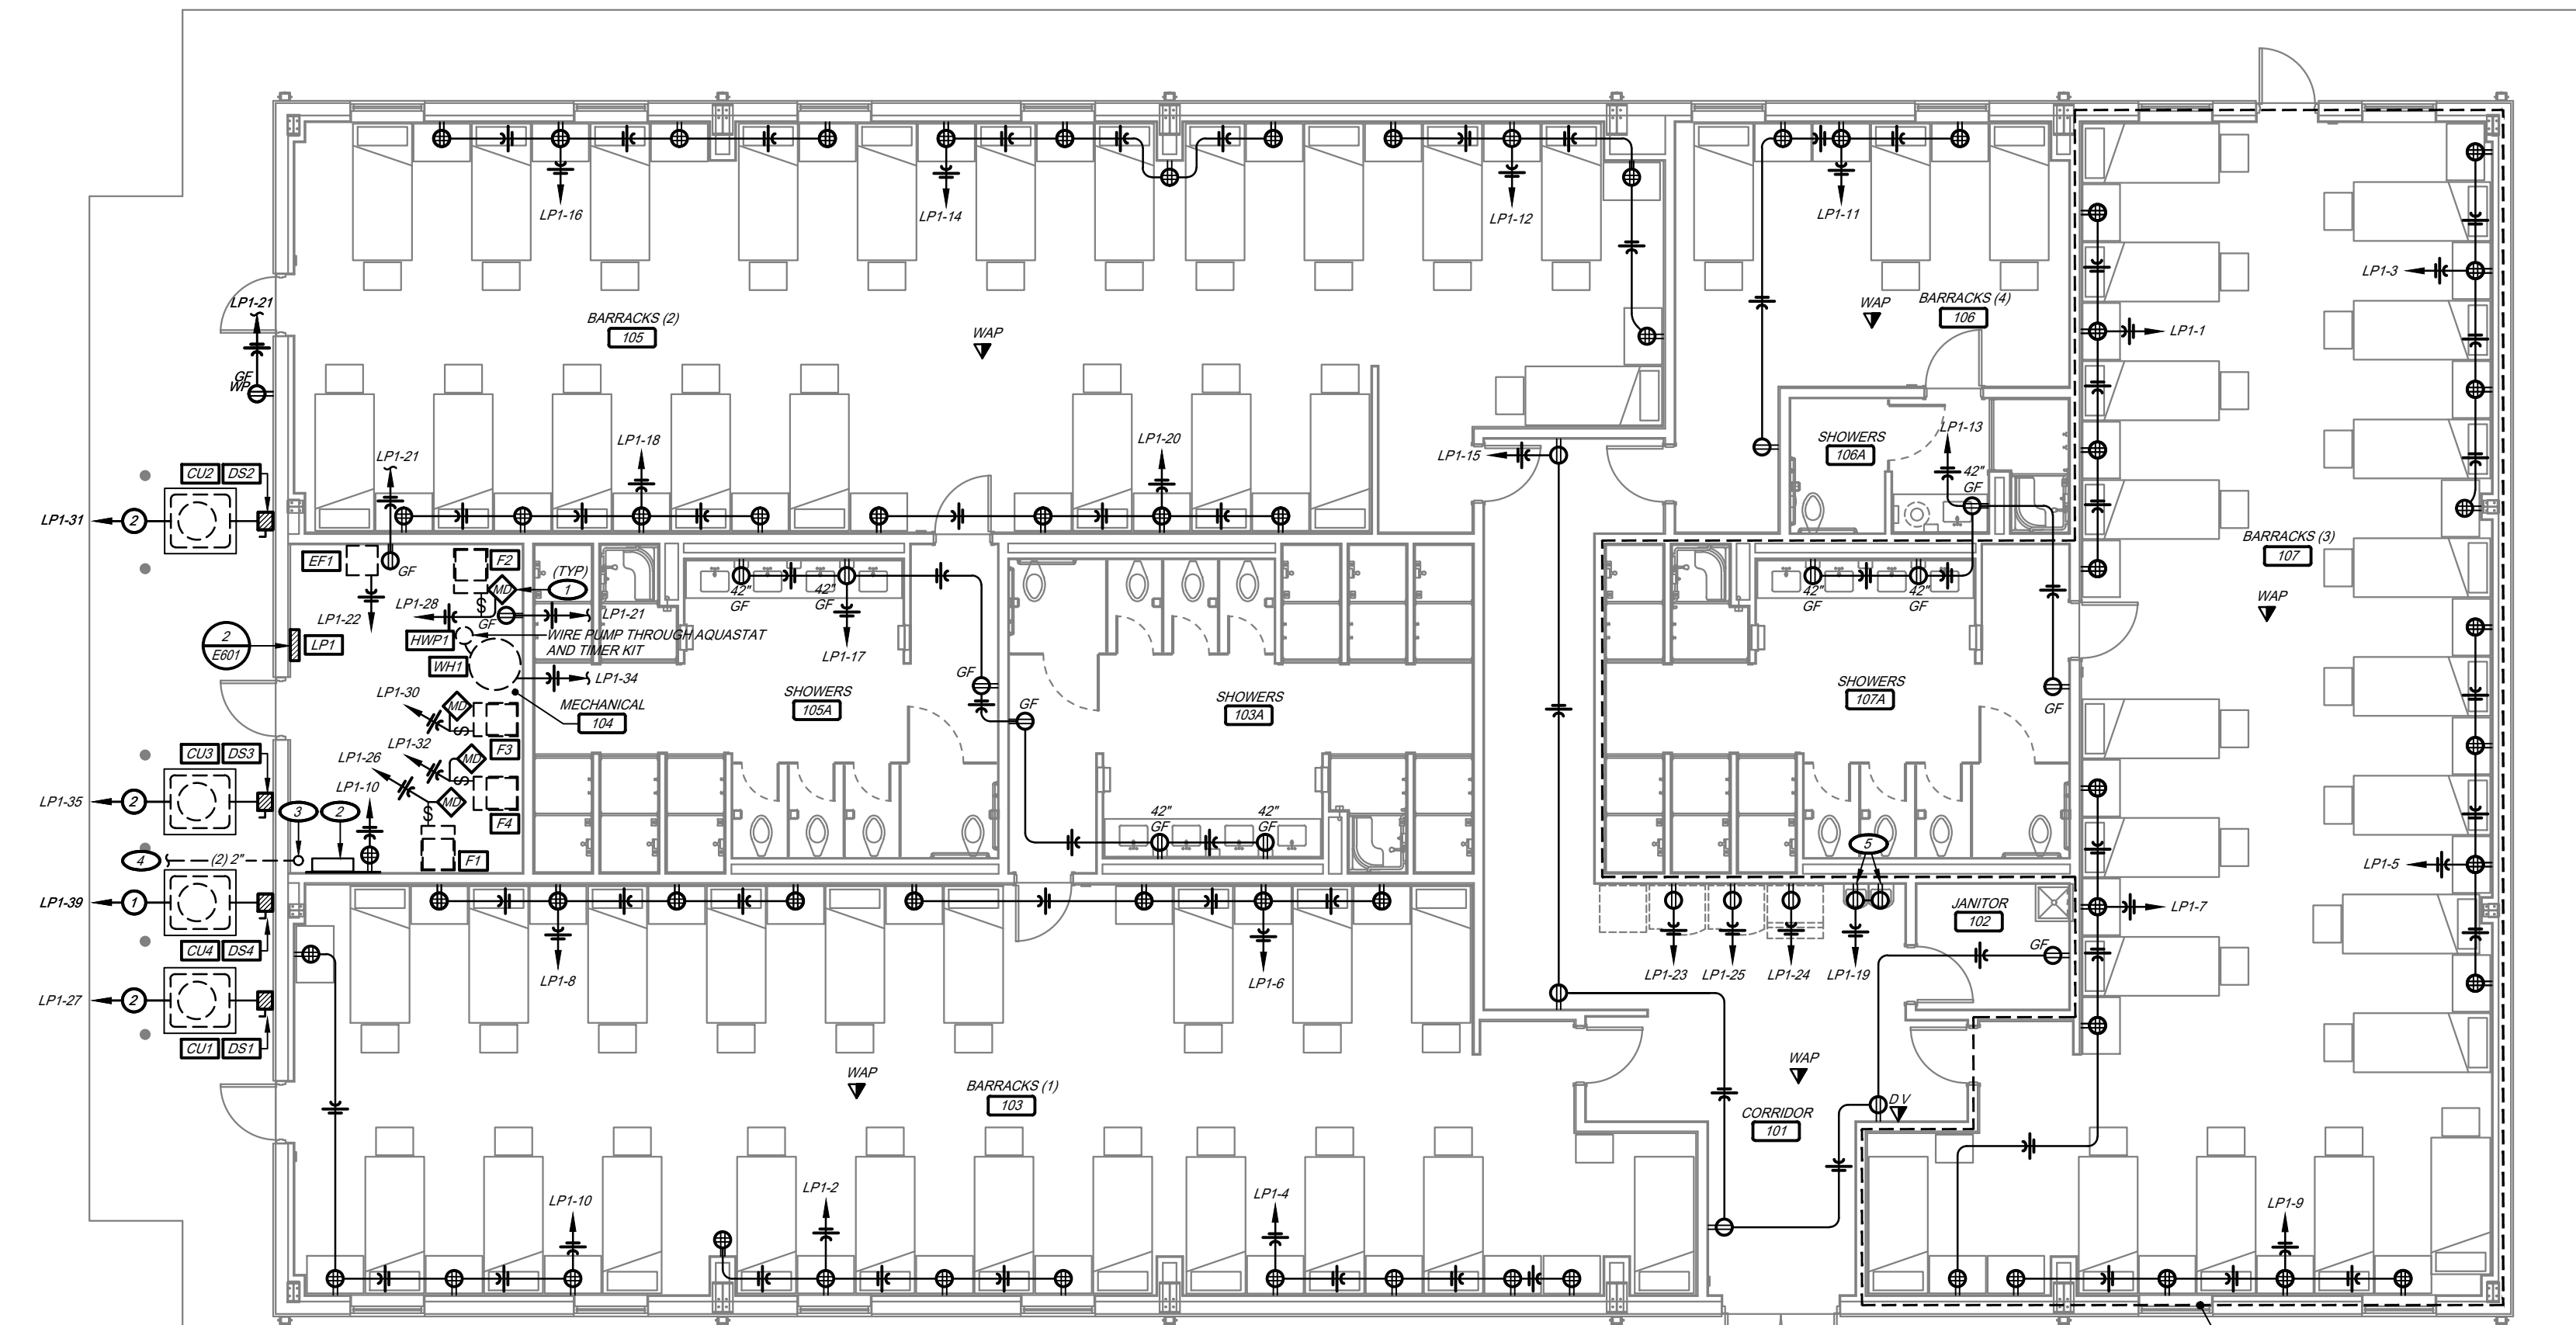 LP1-16
LP1-14
LP1-12
LP1-11
LP1-3
LP1-21
BARRACKS (2)
105
WAP
WAP
BARRACKS (4)
106
LP1-1
GF
WP
LP1-18
LP1-20
LP1-21
LP1-15
SHOWERS
106A
LP1-13
42"
GF
CU2
DS2
LP1-31
2
EF1
GF
F2
(TYP)
1
MD
$
LP1-22
LP1-28
GF
LP1-21
42"
GF
42"
GF
42"
GF
42"
GF
BARRACKS (3)
107
WAP
2
E601
LP1
HWP1
WIRE PUMP THROUGH AQUASTAT
AND TIMER KIT
WH1
LP1-34
LP1-17
GF
GF
LP1-30
MD
$
F3
MECHANICAL
104
SHOWERS
105A
SHOWERS
103A
SHOWERS
107A
GF
CU3
DS3
LP1-35
2
LP1-32
MD
$
F4
LP1-26
MD
$
LP1-10
3
2
4
(2) 2"
F1
42"
GF
42"
GF
5
LP1-5
LP1-39
1
CU4
DS4
LP1-8
LP1-6
LP1-23
LP1-25
LP1-24
LP1-19
JANITOR
102
GF
LP1-7
LP1-27
2
CU1
DS1
WAP
BARRACKS (1)
103
WAP
D V
CORRIDOR
101
LP1-10
LP1-2
LP1-4
LP1-9